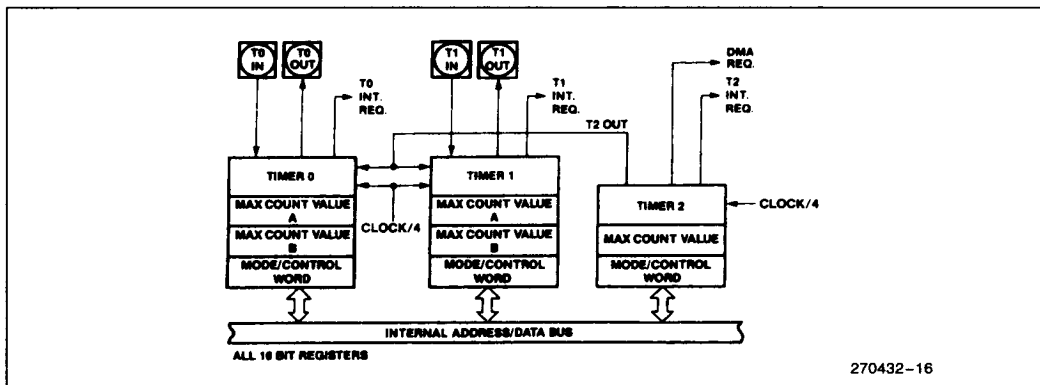 T0 IN
T0 OUT
T1 IN
T1 OUT
DMA REQ.
T0 INT. REQ.
T1 INT. REQ.
T2 INT. REQ.
T2 OUT
TIMER 0
MAX COUNT VALUE A
MAX COUNT VALUE B
MODE/CONTROL WORD
CLOCK/4
TIMER 1
MAX COUNT VALUE A
MAX COUNT VALUE B
MODE/CONTROL WORD
TIMER 2
MAX COUNT VALUE
MODE/CONTROL WORD
CLOCK/4
INTERNAL ADDRESS/DATA BUS
ALL 16 BIT REGISTERS
270432-16